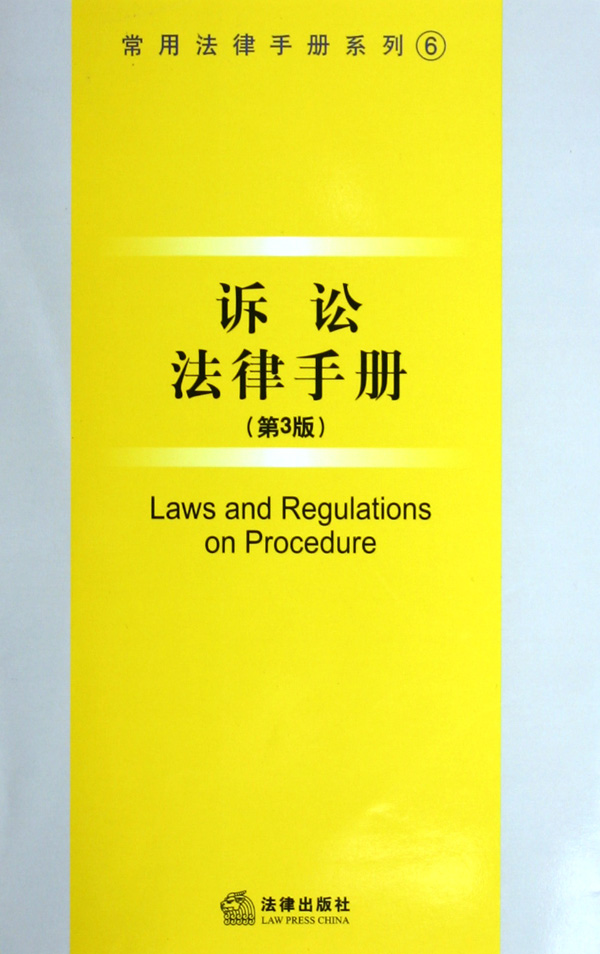 常用法律手册系列⑥
诉讼
法律手册
（第3版）
Laws and Regulations
on Procedure
法律出版社
LAW PRESS CHINA